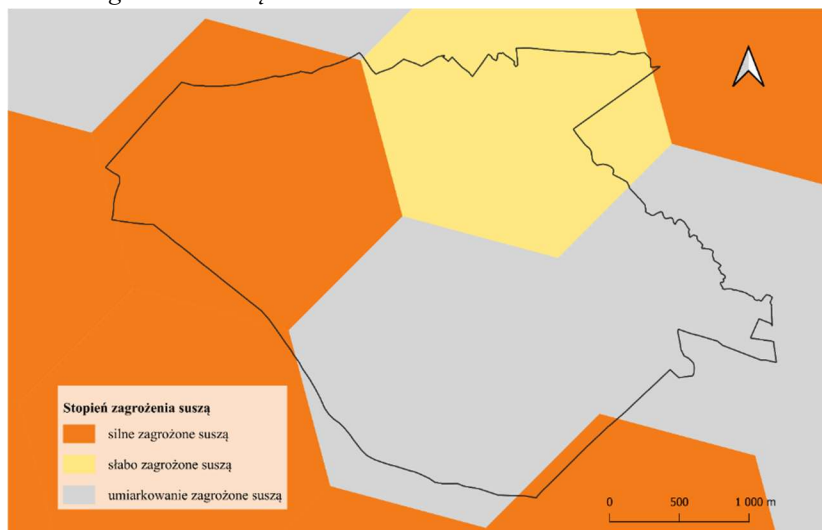 Stopień zagrożenia suszą
silne zagrożone suszą
słabo zagrożone suszą
umiarkowanie zagrożone suszą
0 500 1 000 m